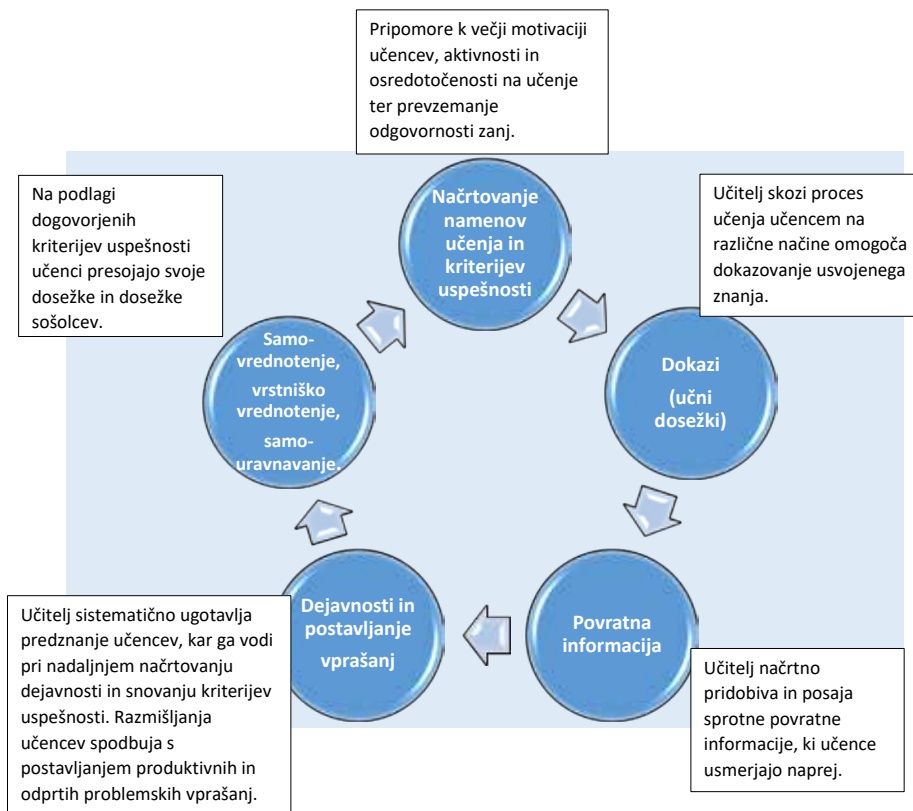 Pripomore k večji motivaciji
učencev, aktivnosti in
osredotočenosti na učenje
ter prevzemanje
odgovornosti zanj.
Načrtovanje
namenov
učenja in
kriterijev
uspešnosti
Učitelj skozi proces
učenja učencem na
različne načine omogoča
dokazovanje usvojenega
znanja.
Dokazi
(učni
dosežki)
Povratna
informacija
Učitelj načrtno
pridobiva in posaja
sprotne povratne
informacije, ki učence
usmerjajo naprej.
Dejavnosti in
postavljanje
vprašanj
Učitelj sistematično ugotavlja
predznanje učencev, kar ga vodi
pri nadaljnjem načrtovanju
dejavnosti in snovanju kriterijev
uspešnosti. Razmišljanja
učencev spodbuja s
postavljanjem produktivnih in
odprtih problemskih vprašanj.
Samo-
vrednotenje,
vrstniško
vrednotenje,
samo-
uravnavanje.
Na podlagi
dogovorjenih
kriterijev uspešnosti
učenci presojajo svoje
dosežke in dosežke
sošolcev.